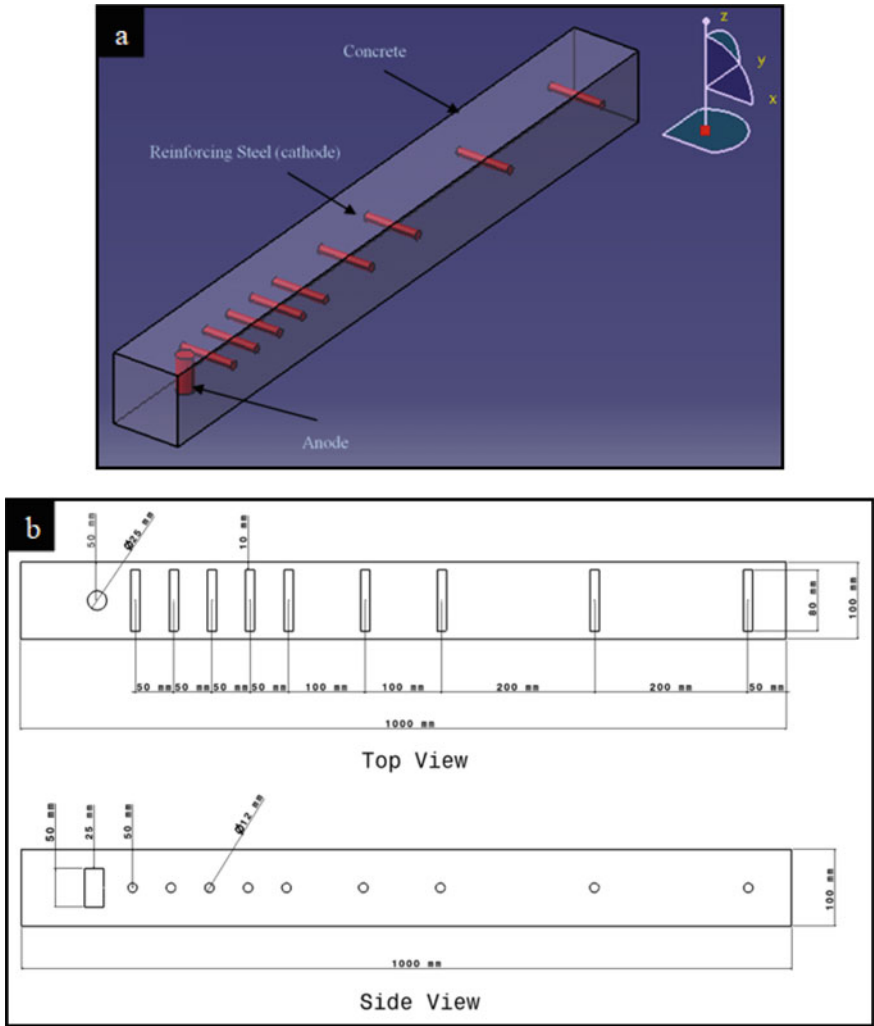 a
z
y
x
Concrete
Reinforcing Steel (cathode)
Anode
b
50 mm
Ø25 mm
10 mm
80 mm
100 mm
50 mm 50 mm 50 mm 50 mm 100 mm 100 mm 200 mm 200 mm 50 mm
1000 mm
Top View
50 mm
25 mm
50 mm
Ø12 mm
100 mm
1000 mm
Side View